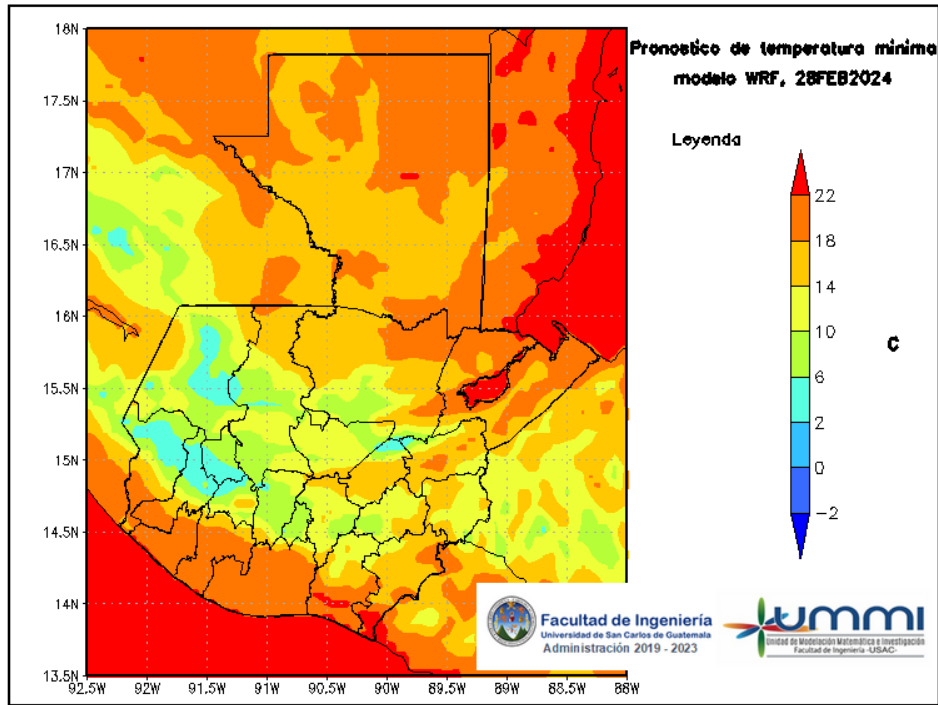 Pronostico de temperatura minima
modelo WRF, 28FEB2024
Leyenda
22
18
14
10
6
2
0
−2
C
18N
17.5N
17N
16.5N
16N
15.5N
15N
14.5N
14N
13.5N
92.5W 92W 91.5W 91W 90.5W 90W 89.5W 89W 88.5W 88W
Facultad de Ingeniería
Universidad de San Carlos de Guatemala
Administración 2019 - 2023
ummi
Unidad de Modelación Matemática e Investigación
Facultad de Ingeniería -USAC-